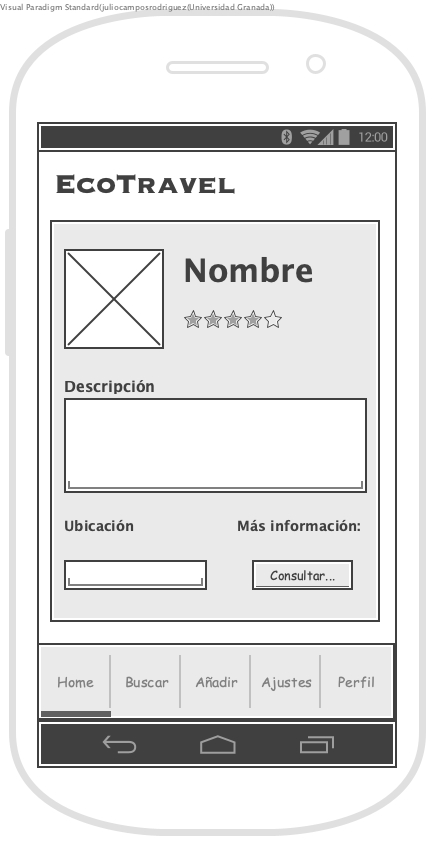 Visual Paradigm Standard(juliocamposrodriguez(Universidad Granada))
12:00
EcoTravel
Nombre
Descripción
Ubicación
Más información:
Consultar...
Home
Buscar
Añadir
Ajustes
Perfil